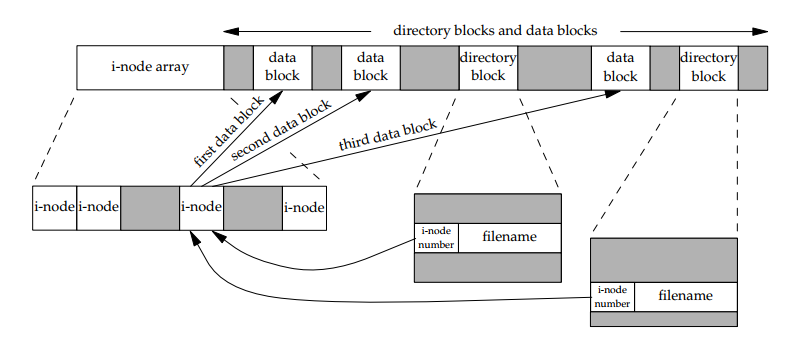 directory blocks and data blocks
i-node array
data
block
data
block
directory
block
data
block
directory
block
first data block
second data block
third data block
i-node
i-node
i-node
i-node
i-node
number
filename
i-node
number
filename